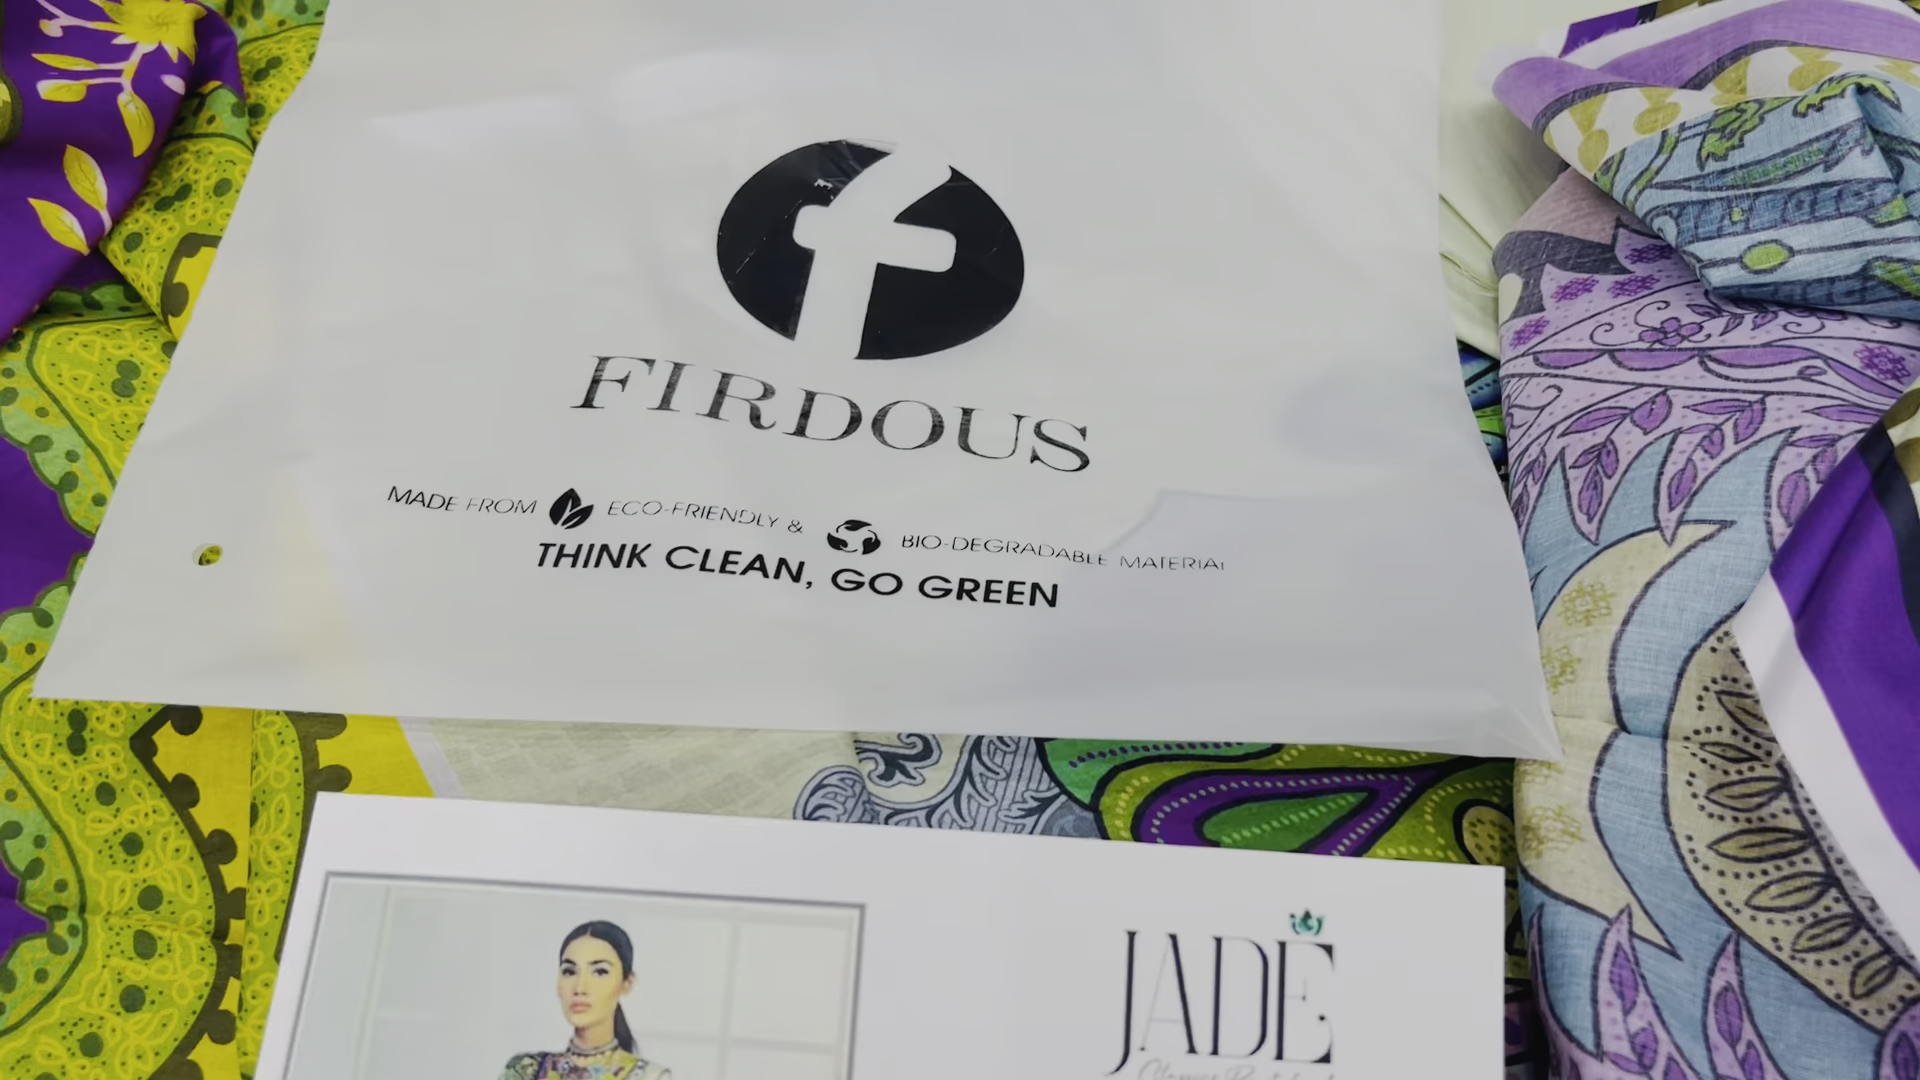 f
FIRDOUS
MADE FROM ECO-FRIENDLY & BIO-DEGRADABLE MATERIAL
THINK CLEAN, GO GREEN
JADE